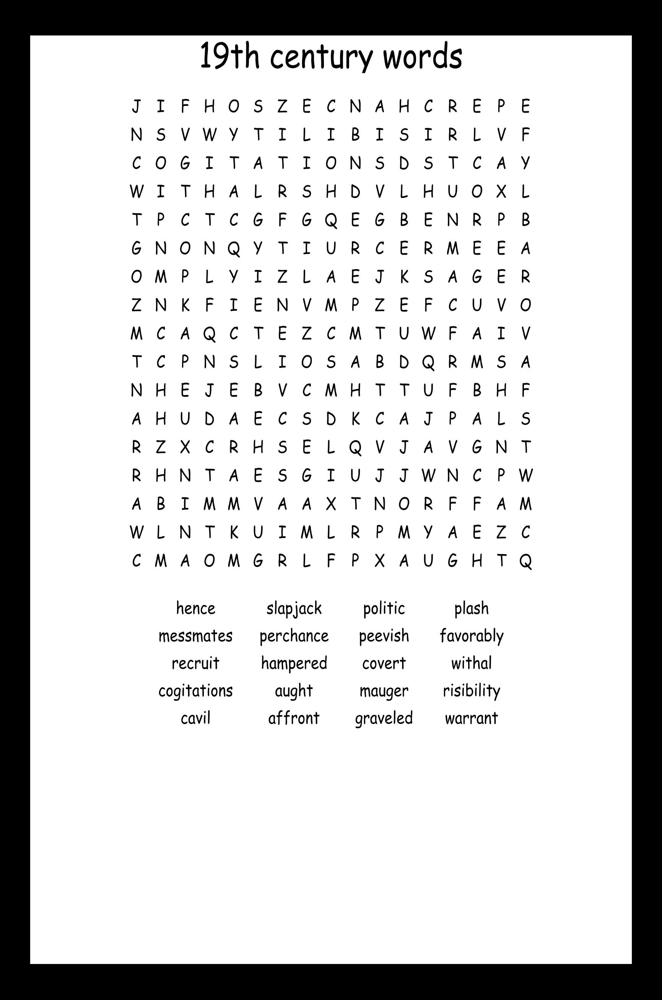 19th century words
J I F H O S Z E C N A H C R E P E
N S V W Y T I L I B I S I R L V F
C O G I T A T I O N S D S T C A Y
W I T H A L R S H D V L H U O X L
T P C T C G F G Q E G B E N R P B
G N O N Q Y T I U R C E R M E E A
O M P L Y I Z L A E J K S A G E R
Z N K F I E N V M P Z E F C U V O
M C A Q C T E Z C M T U W F A I V
T C P N S L I O S A B D Q R M S A
N H E J E B V C M H T T U F B H F
A H U D A E C S D K C A J P A L S
R Z X C R H S E L Q V J A V G N T
R H N T A E S G I U J J W N C P W
A B I M M V A A X T N O R F F A M
W L N T K U I M L R P M Y A E Z C
C M A O M G R L F P X A U G H T Q
hence slapjack politic plash
messmates perchance peevish favorably
recruit hampered covert withal
cogitations aught mauger risibility
cavil affront graveled warrant